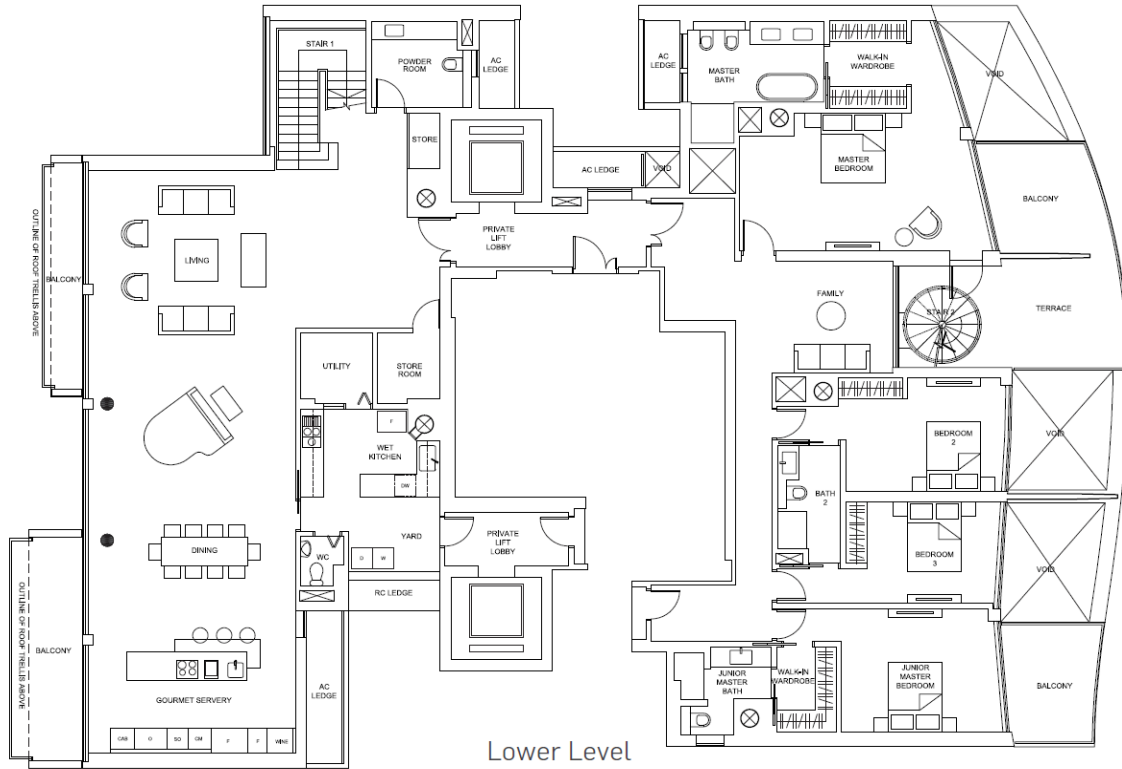 STAIR 1
POWDER
ROOM
AC
LEDGE
STORE
AC
LEDGE
MASTER
BATH
WALK-IN
WARDROBE
VOID
AC LEDGE
VOID
MASTER
BEDROOM
BALCONY
OUTLINE OF ROOF TRELLIS ABOVE
BALCONY
LIVING
PRIVATE
LIFT
LOBBY
FAMILY
STAIR 2
TERRACE
UTILITY
STORE
ROOM
F
WET
KITCHEN
DW
BEDROOM
2
VOID
BATH
2
PRIVATE
LIFT
LOBBY
YARD
WC
D
W
DINING
BEDROOM
3
VOID
RC LEDGE
OUTLINE OF ROOF TRELLIS ABOVE
BALCONY
AC
LEDGE
GOURMET SERVERY
CAB
O
SO
CM
F
F
WINE
JUNIOR
MASTER
BATH
WALK-IN
WARDROBE
JUNIOR
MASTER
BEDROOM
BALCONY
Lower Level